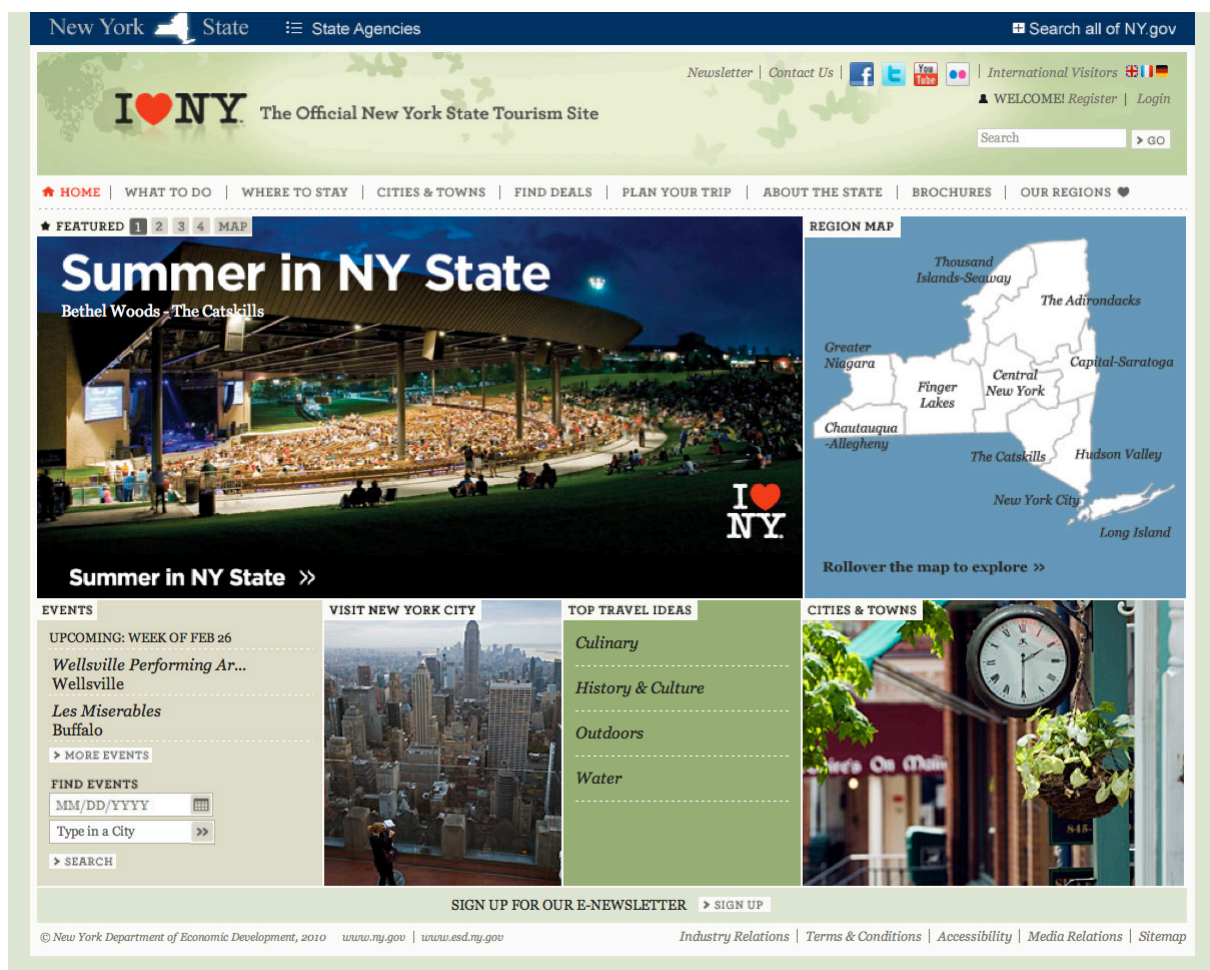 New York State
State Agencies
Search all of NY.gov
Newsletter | Contact Us |
You
Tube
| International Visitors
WELCOME! Register | Login
I NY.
The Official New York State Tourism Site
Search
> GO
HOME | WHAT TO DO | WHERE TO STAY | CITIES & TOWNS | FIND DEALS | PLAN YOUR TRIP | ABOUT THE STATE | BROCHURES | OUR REGIONS
FEATURED 1 2 3 4 MAP
Summer in NY State
Bethel Woods - The Catskills
I
NY.
Summer in NY State »
REGION MAP
Thousand
Islands-Seaway
The Adirondacks
Greater
Niagara
Capital-Saratoga
Central
New York
Finger
Lakes
Chautauqua
-Allegheny
The Catskills
Hudson Valley
New York City
Long Island
Rollover the map to explore »
EVENTS
UPCOMING: WEEK OF FEB 26
Wellsville Performing Ar...
Wellsville
Les Miserables
Buffalo
> MORE EVENTS
FIND EVENTS
MM/DD/YYYY
Type in a City »
> SEARCH
VISIT NEW YORK CITY
TOP TRAVEL IDEAS
Culinary
History & Culture
Outdoors
Water
CITIES & TOWNS
On Main
845-
SIGN UP FOR OUR E-NEWSLETTER > SIGN UP
© New York Department of Economic Development, 2010 www.ny.gov | www.esd.ny.gov
Industry Relations | Terms & Conditions | Accessibility | Media Relations | Sitemap